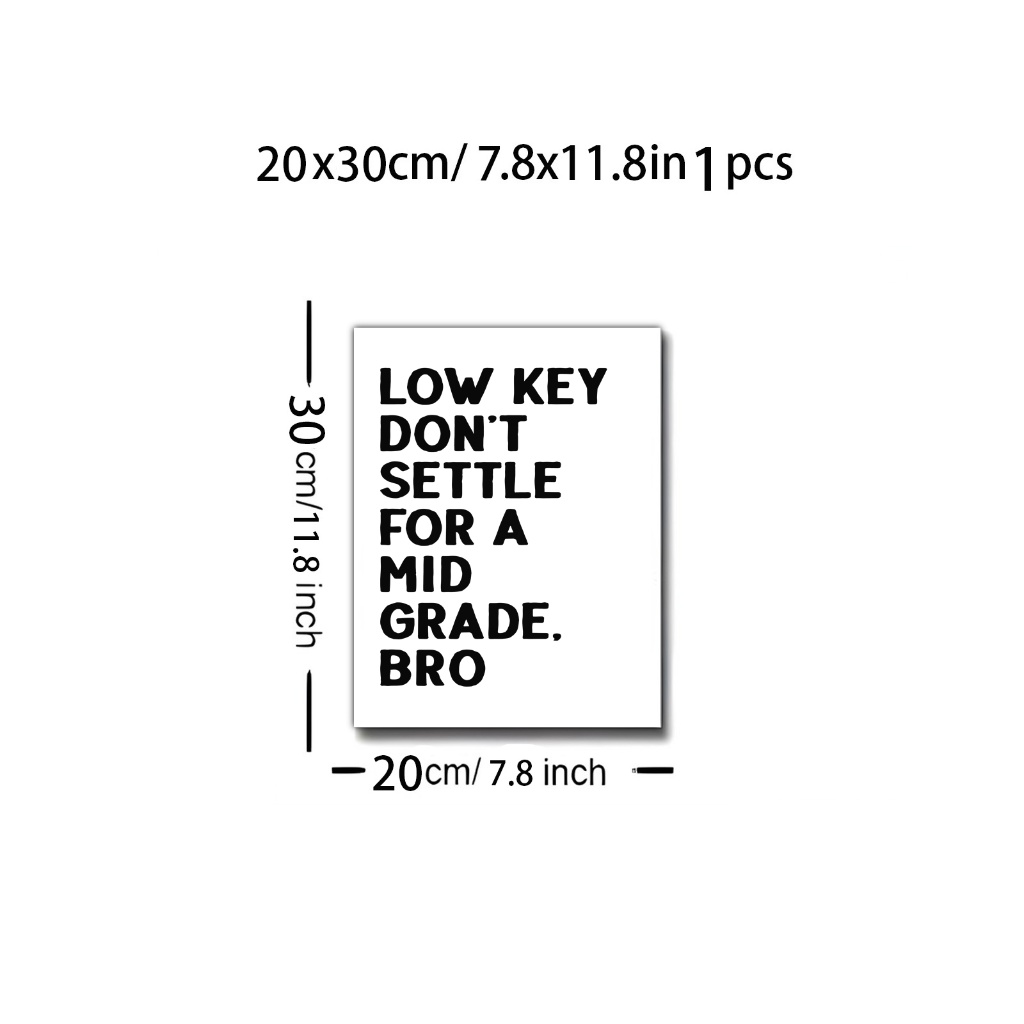 20x30cm/ 7.8x11.8in 1 pcs
LOW KEY
DON'T
SETTLE
FOR A
MID
GRADE,
BRO
30cm/11.8 inch
20cm/ 7.8 inch